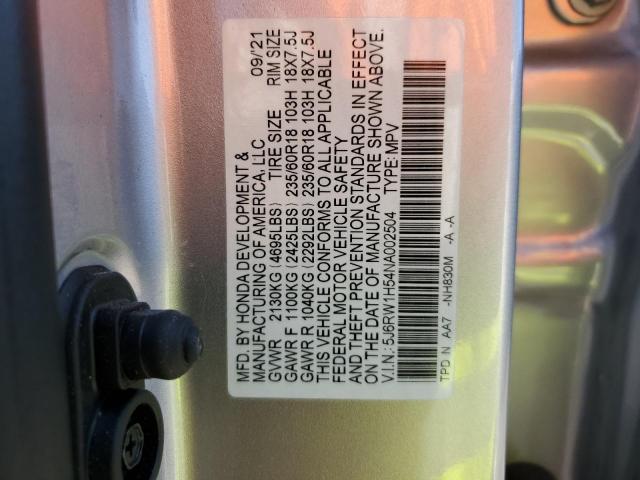 MFD. BY HONDA DEVELOPMENT &
MANUFACTURING OF AMERICA, LLC 09/'21
GVWR 2130KG (4695LBS) TIRE SIZE RIM SIZE
GAWR F 1100KG (2425LBS) 235/60R18 103H 18X7.5J
GAWR R 1040KG (2292LBS) 235/60R18 103H 18X7.5J
THIS VEHICLE CONFORMS TO ALL APPLICABLE
FEDERAL MOTOR VEHICLE SAFETY
AND THEFT PREVENTION STANDARDS IN EFFECT
ON THE DATE OF MANUFACTURE SHOWN ABOVE.
V.I.N.: 5J6RW1H54NA002504 TYPE: MPV
TPD N AA7 -NH830M -A -A